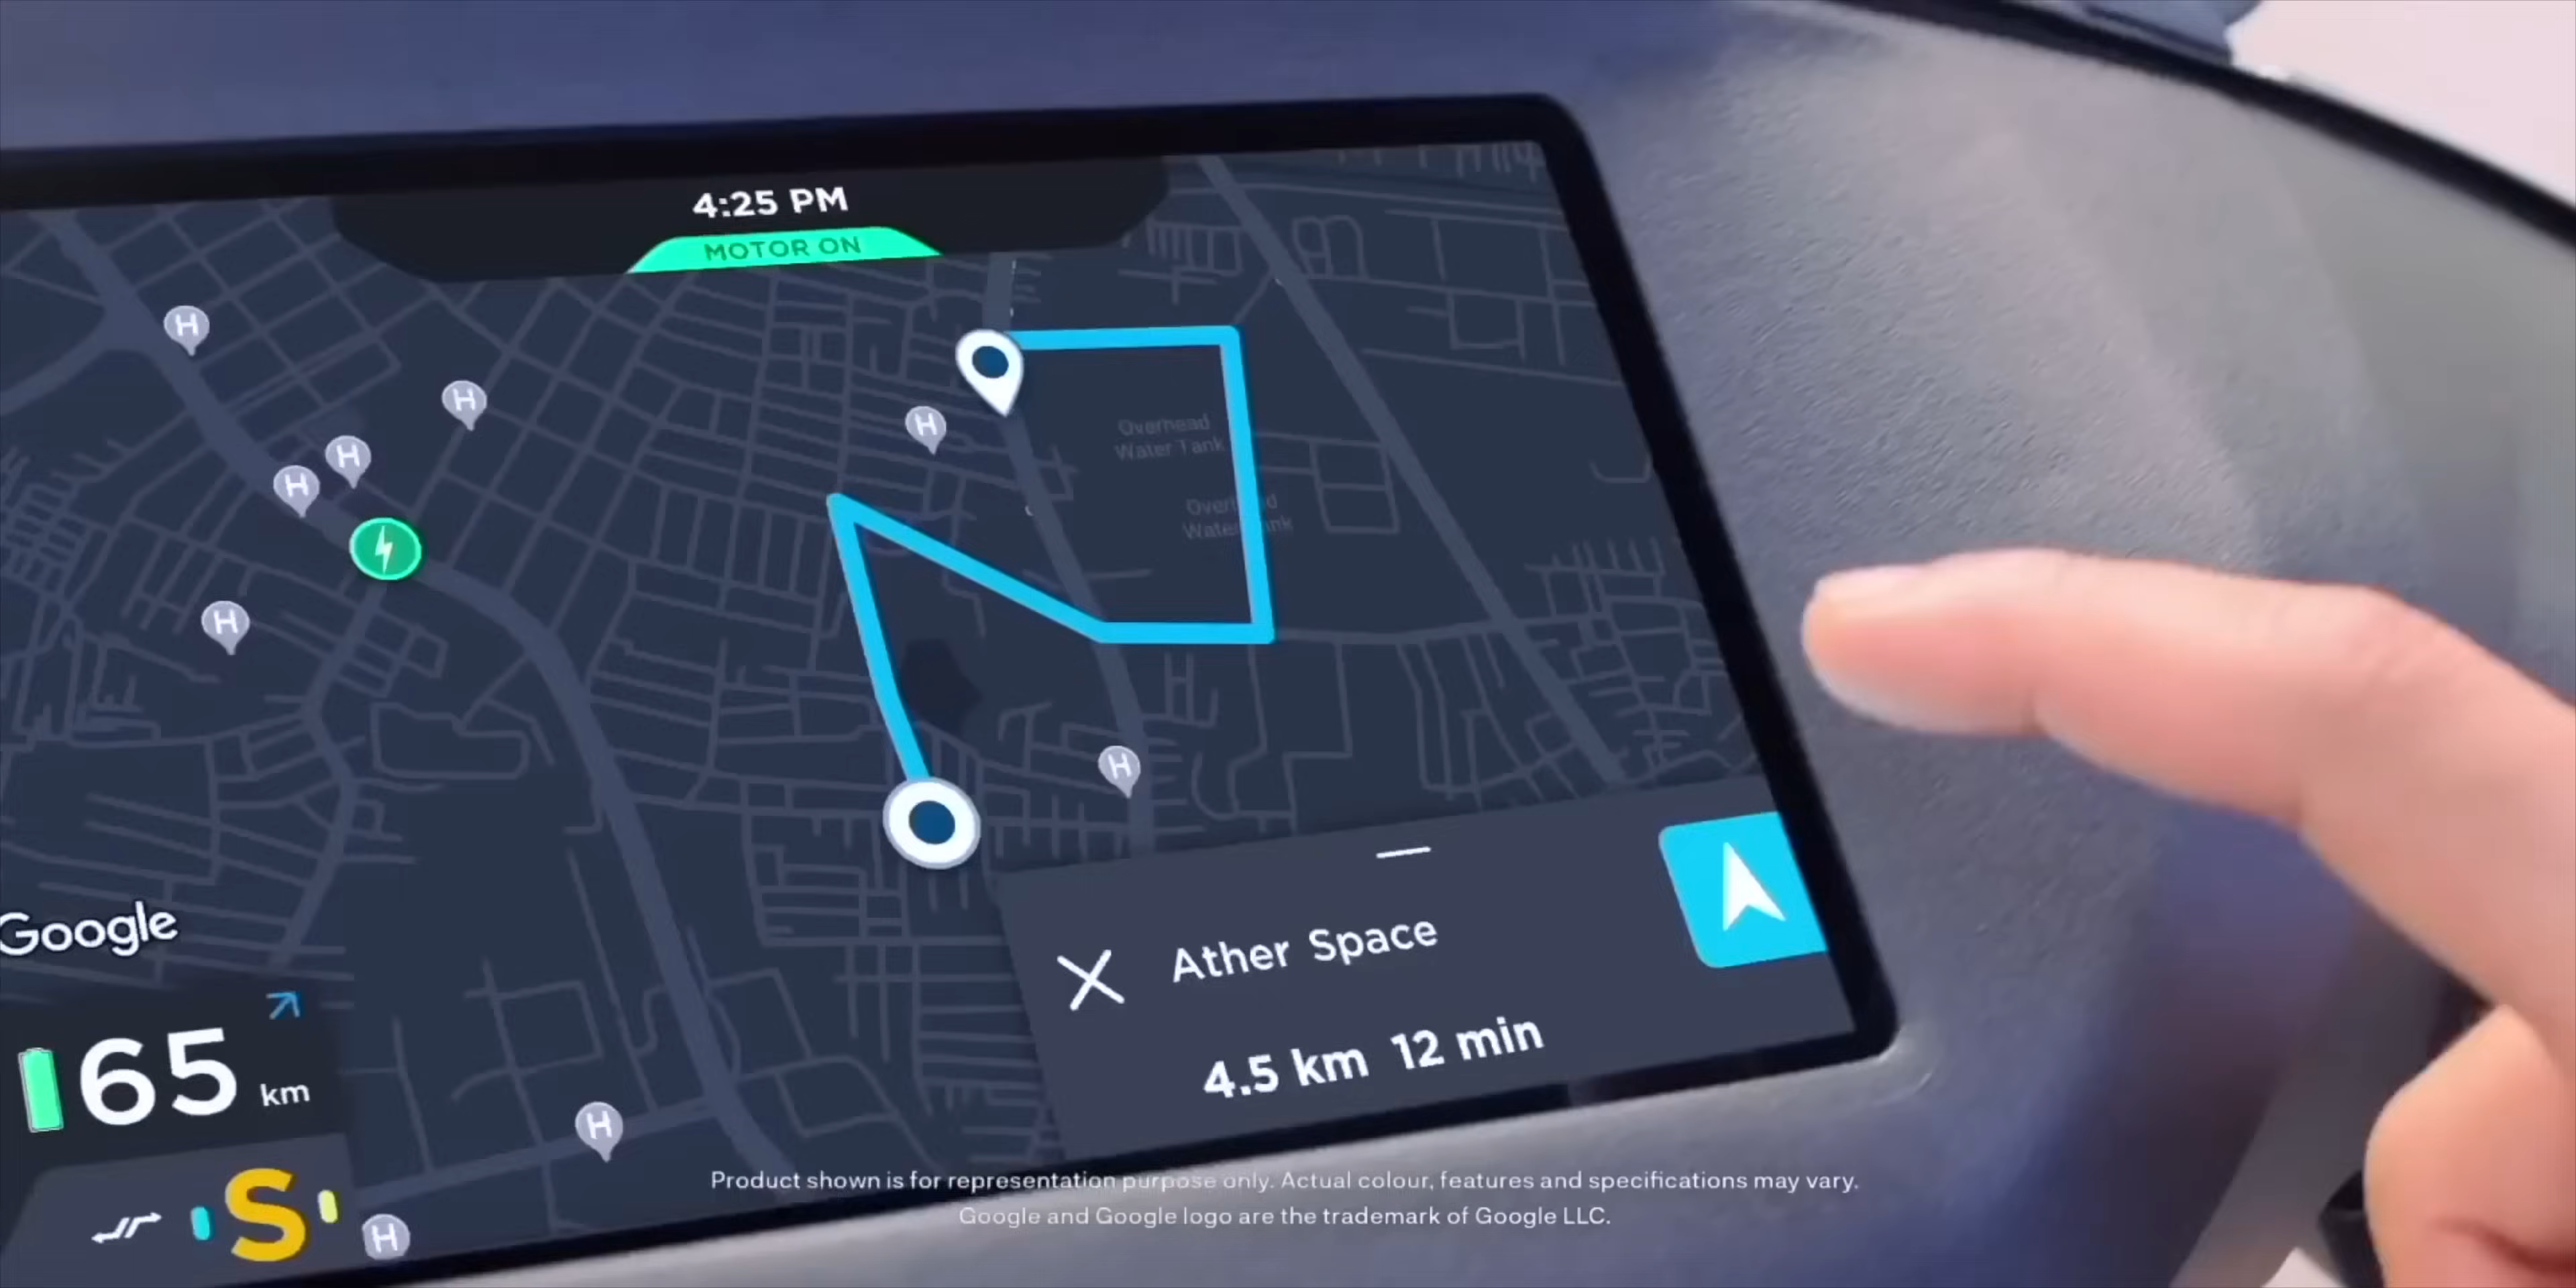 4:25 PM
MOTOR ON
H
H
H
H
H
Overhead
Water Tank
H
H
Google
Ather Space
65 km
4.5 km 12 min
H
S
H
Product shown is for representation purpose only. Actual colour, features and specifications may vary.
Google and Google logo are the trademark of Google LLC.